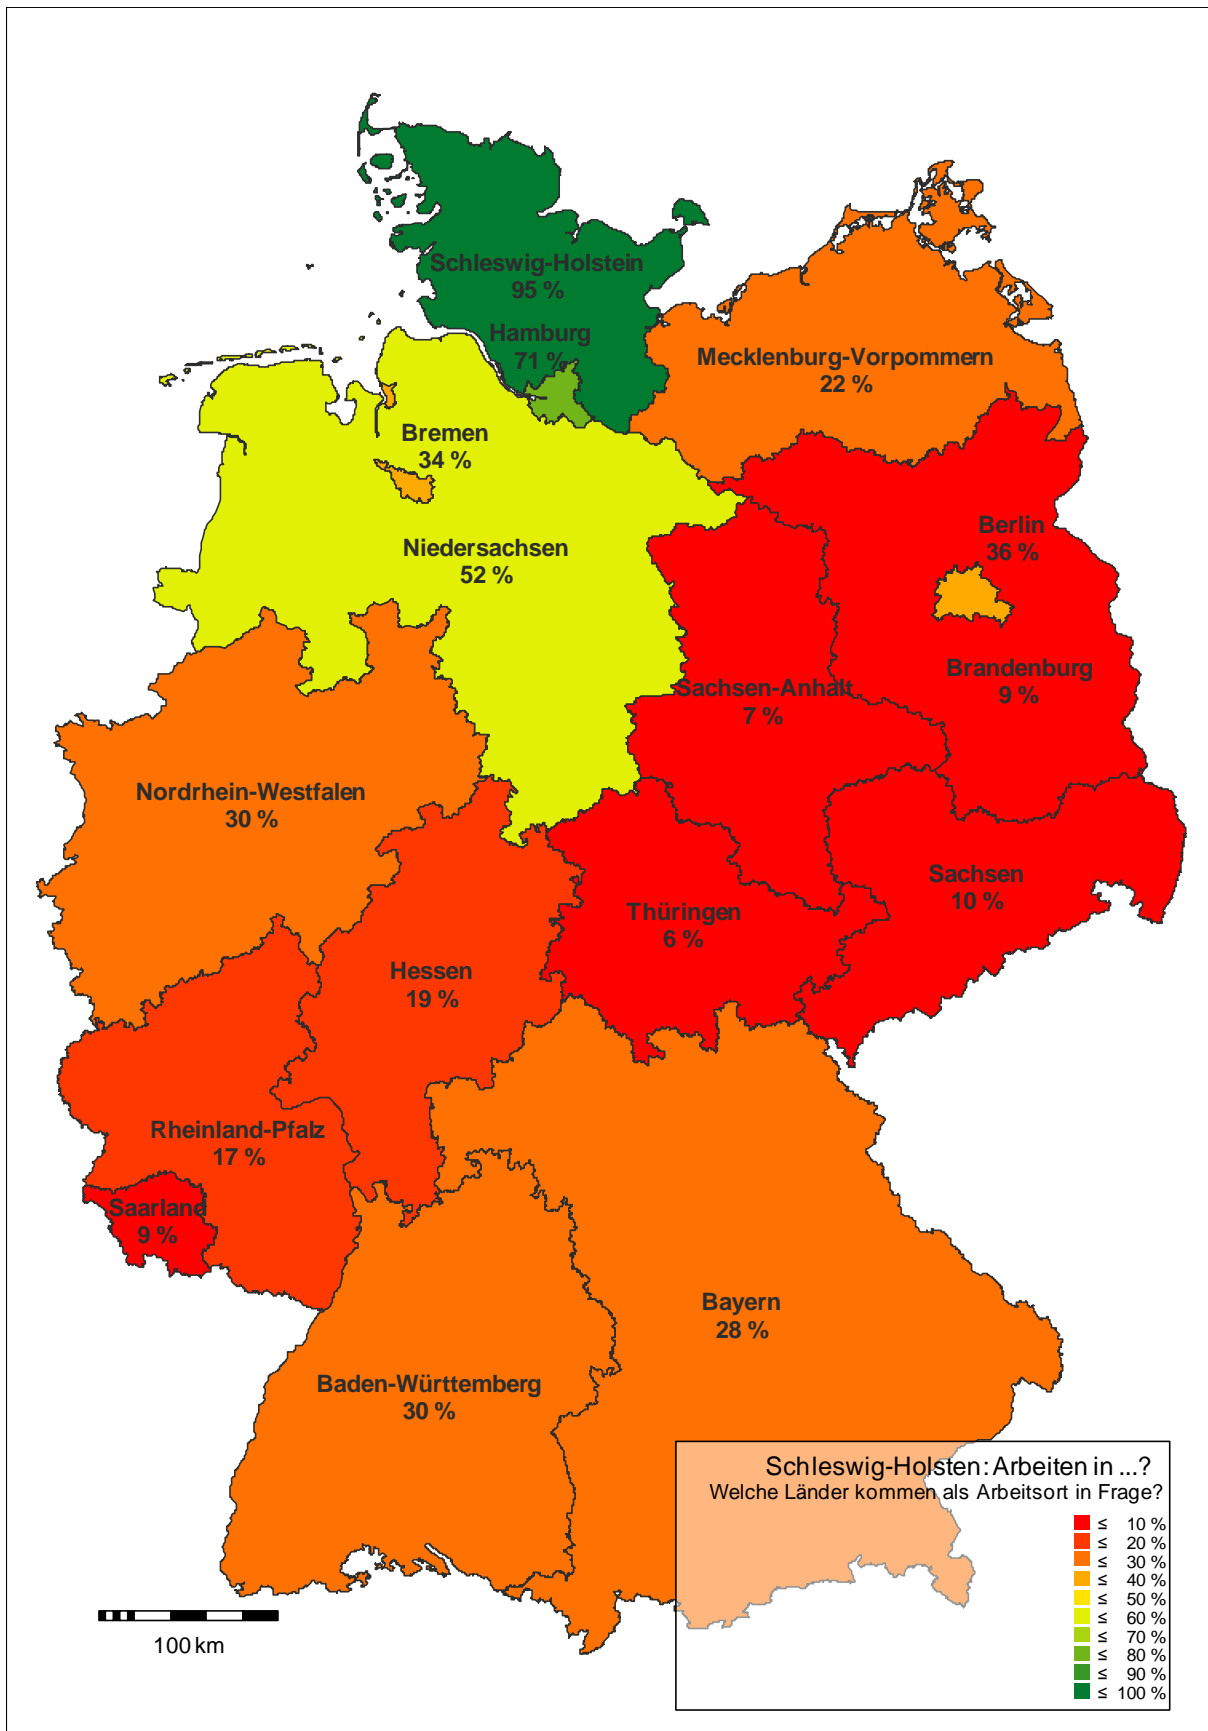 Schleswig-Holstein
95 %
Hamburg
71 %
Mecklenburg-Vorpommern
22 %
Bremen
34 %
Berlin
36 %
Niedersachsen
52 %
Brandenburg
9 %
Sachsen-Anhalt
7 %
Nordrhein-Westfalen
30 %
Sachsen
10 %
Thüringen
6 %
Hessen
19 %
Rheinland-Pfalz
17 %
Saarland
9 %
Bayern
28 %
Baden-Württemberg
30 %
Schleswig-Holsten: Arbeiten in ...?
Welche Länder kommen als Arbeitsort in Frage?
≤ 10 %
≤ 20 %
≤ 30 %
≤ 40 %
≤ 50 %
≤ 60 %
≤ 70 %
≤ 80 %
≤ 90 %
≤ 100 %
100 km